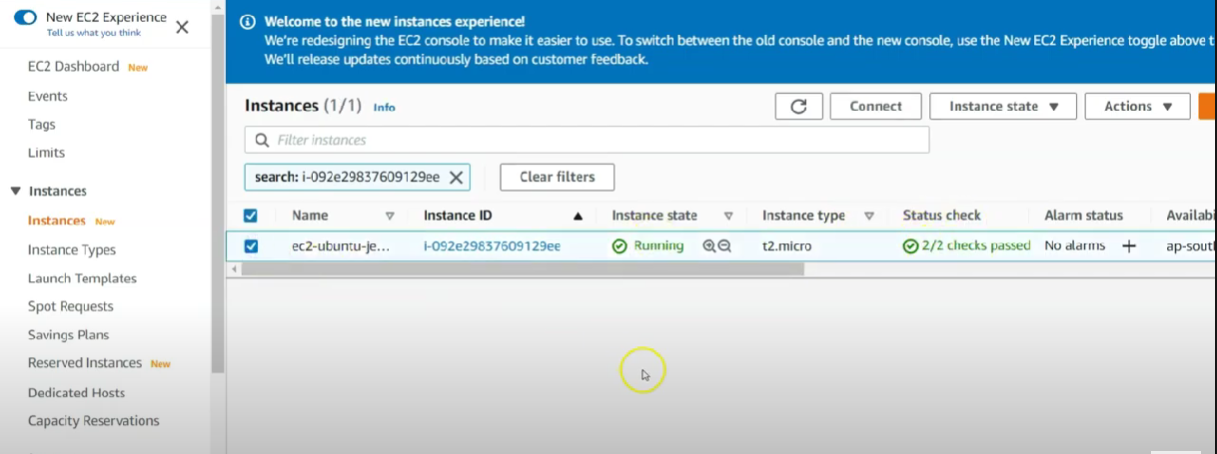 New EC2 Experience
Tell us what you think
EC2 Dashboard New
Events
Tags
Limits
Instances
Instances New
Instance Types
Launch Templates
Spot Requests
Savings Plans
Reserved Instances New
Dedicated Hosts
Capacity Reservations
Welcome to the new instances experience!
We're redesigning the EC2 console to make it easier to use. To switch between the old console and the new console, use the New EC2 Experience toggle above t
We'll release updates continuously based on customer feedback.
Instances (1/1) Info
Connect
Instance state
Actions
Filter instances
search: i-092e29837609129ee
Clear filters
Name Instance ID Instance state Instance type Status check Alarm status Availabi
ec2-ubuntu-je... i-092e29837609129ee Running t2.micro 2/2 checks passed No alarms ap-sout